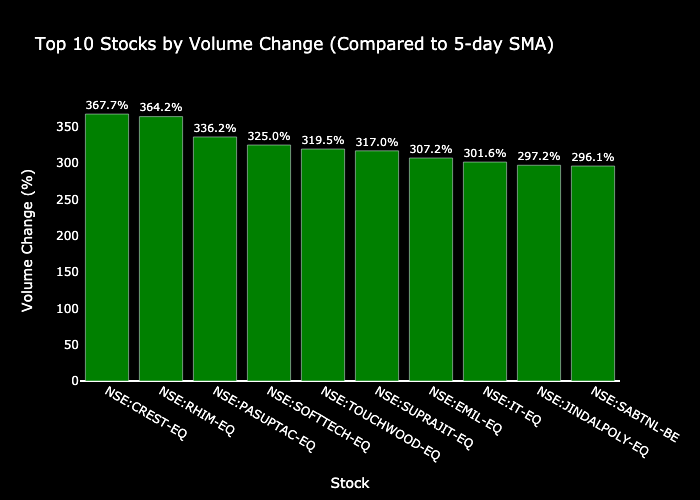 Top 10 Stocks by Volume Change (Compared to 5-day SMA)
367.7%
364.2%
336.2%
325.0%
319.5%
317.0%
307.2%
301.6%
297.2%
296.1%
Volume Change (%)
350
300
250
200
150
100
50
0
NSE:CREST-EQ
NSE:RHIM-EQ
NSE:PASUPTAC-EQ
NSE:SOFTTECH-EQ
NSE:TOUCHWOOD-EQ
NSE:SUPRAJIT-EQ
NSE:EMIL-EQ
NSE:IT-EQ
NSE:JINDALPOLY-EQ
NSE:SABTNL-BE
Stock